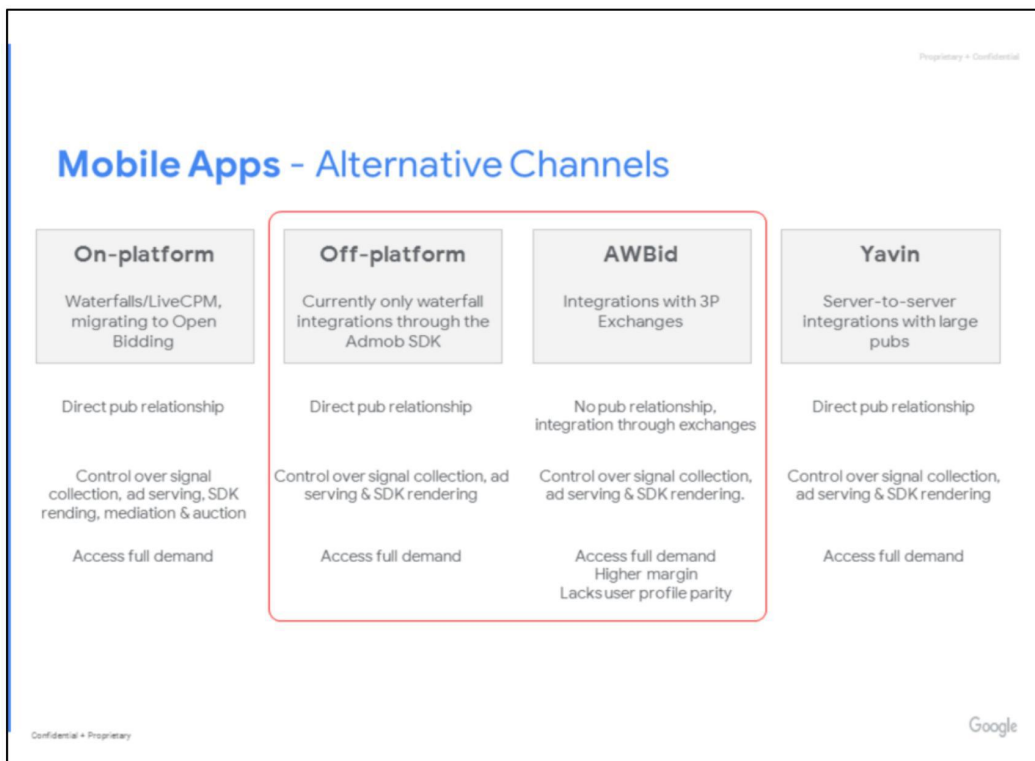 Proprietary + Confidential
Mobile Apps - Alternative Channels
On-platform
Waterfalls/LiveCPM,
migrating to Open
Bidding
Direct pub relationship
Control over signal
collection, ad serving, SDK
rending, mediation & auction
Access full demand
Off-platform
Currently only waterfall
integrations through the
Admob SDK
Direct pub relationship
Control over signal collection, ad
serving & SDK rendering
Access full demand
AWBid
Integrations with 3P
Exchanges
No pub relationship,
integration through exchanges
Control over signal collection,
ad serving & SDK rendering.
Access full demand
Higher margin
Lacks user profile parity
Yavin
Server-to-server
integrations with large
pubs
Direct pub relationship
Control over signal collection,
ad serving & SDK rendering
Access full demand
Confidential + Proprietary
Google